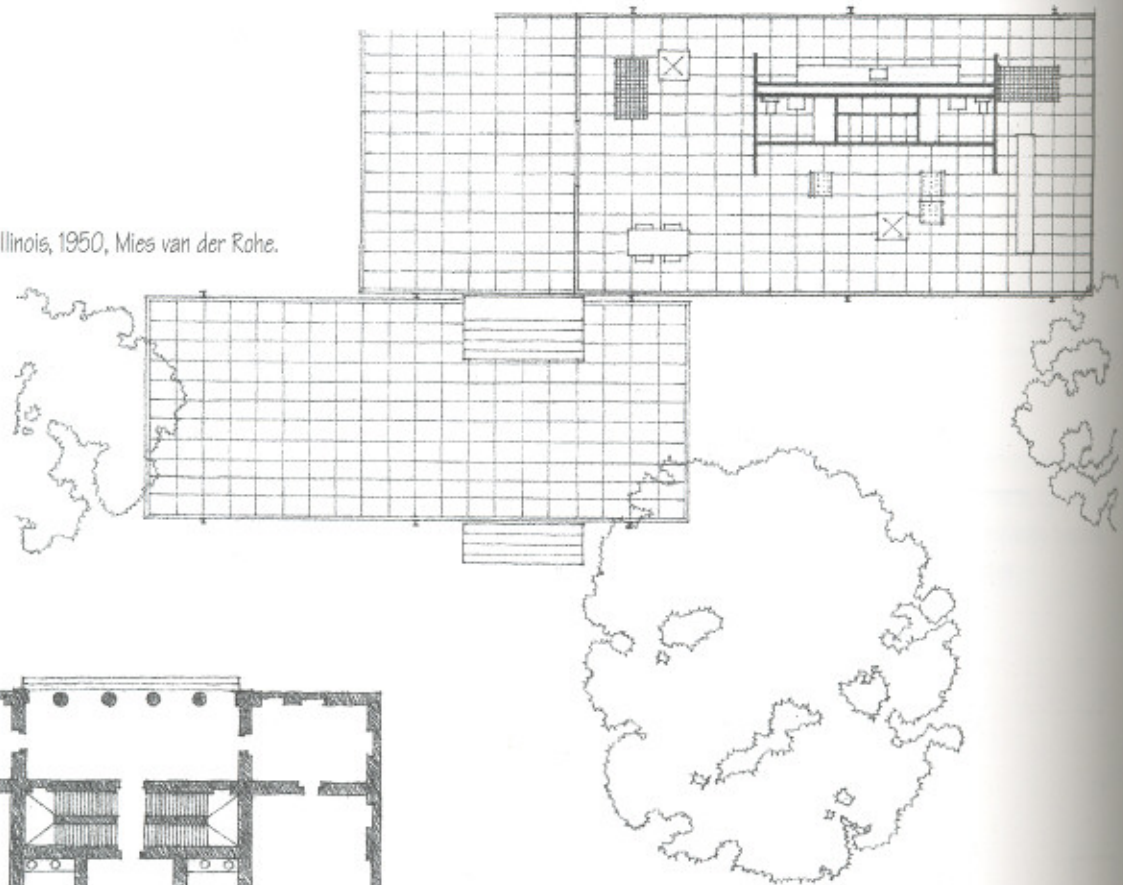 llinois, 1950, Mies van der Rohe.